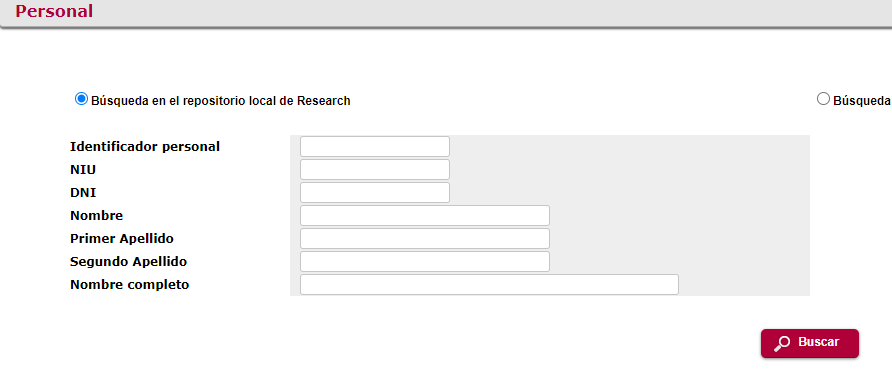 Personal
Búsqueda en el repositorio local de Research
Búsqueda
Identificador personal
NIU
DNI
Nombre
Primer Apellido
Segundo Apellido
Nombre completo
Buscar